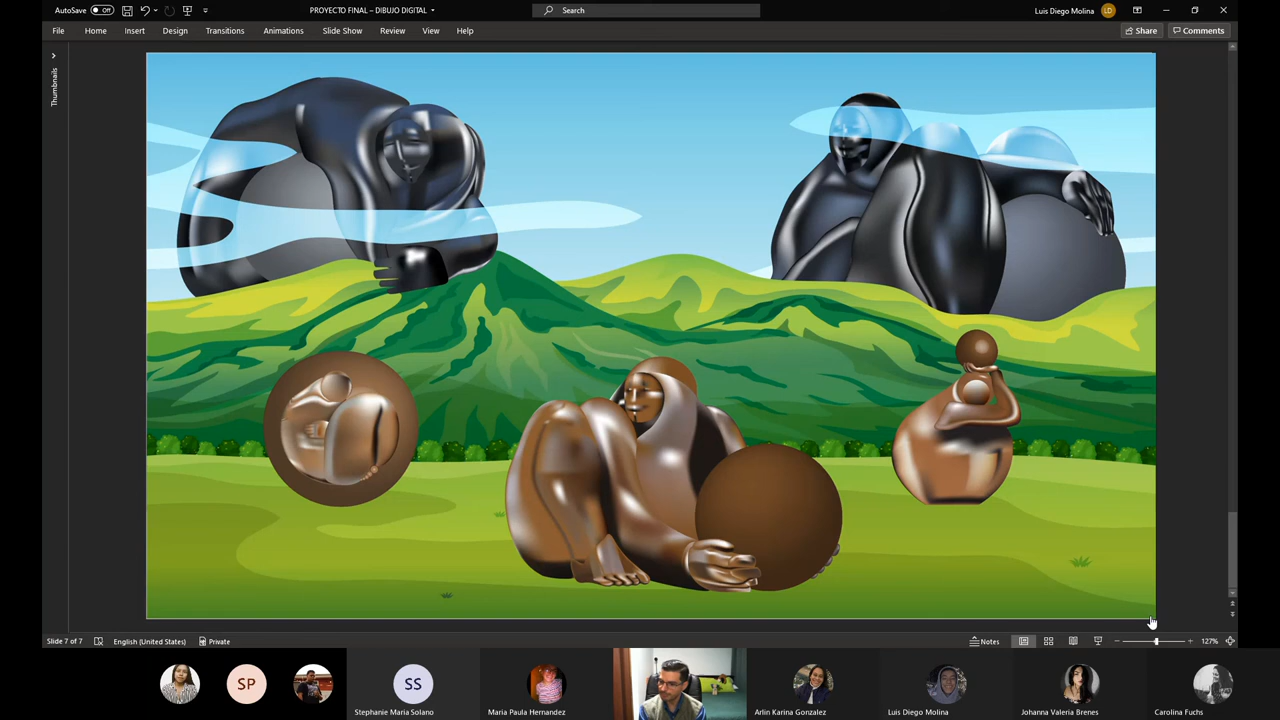 AutoSave Off PROYECTO FINAL – DIBUJO DIGITAL Search Luis Diego Molina LD
File Home Insert Design Transitions Animations Slide Show Review View Help Share Comments
Thumbnails
Slide 7 of 7 English (United States) Private Notes 127%
SP SS
Stephanie Maria Solano Maria Paula Hernandez Arlin Karina Gonzalez Luis Diego Molina Johanna Valeria Brenes Carolina Fuchs